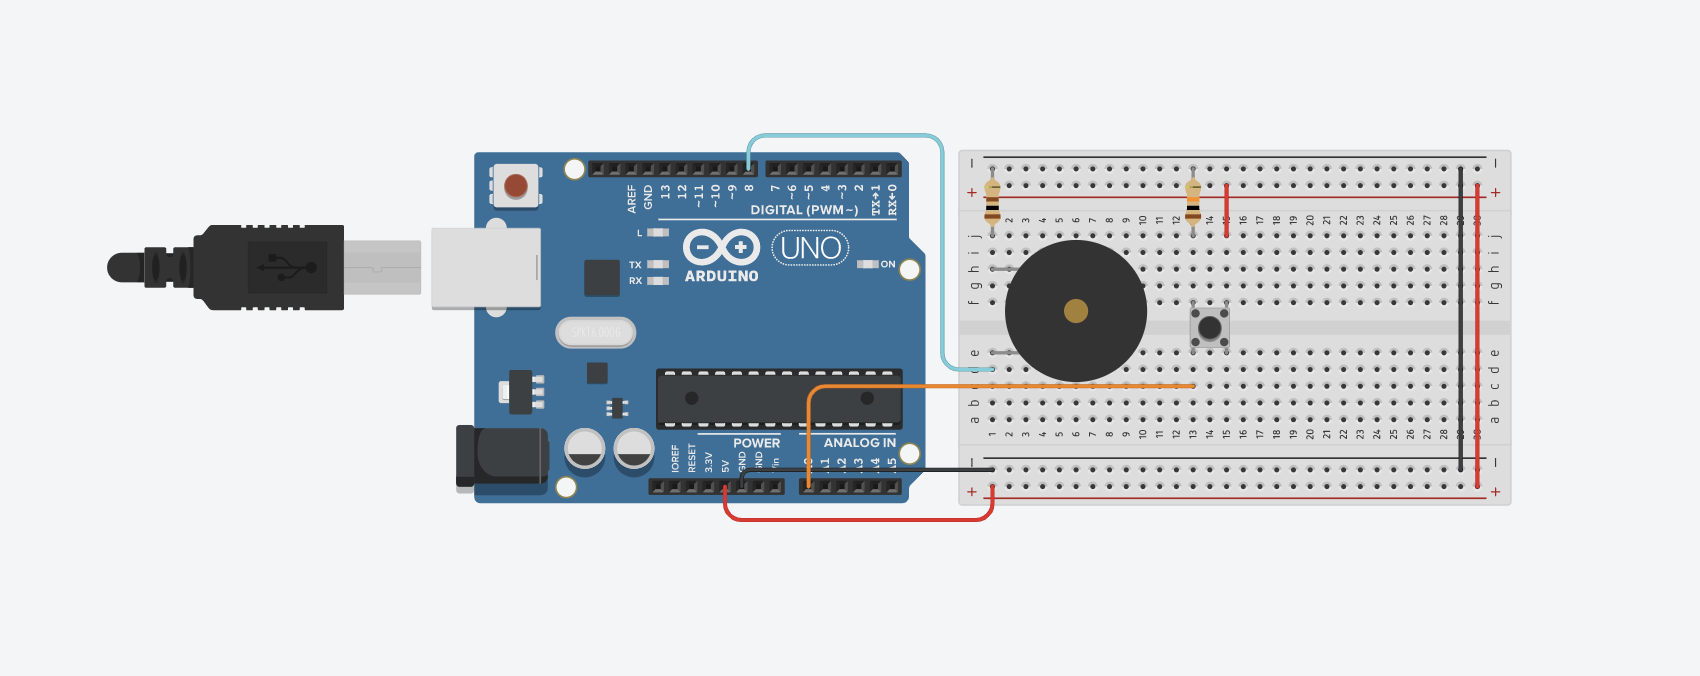 AREF
GND
13
12
~11
~10
~9
8
7
~6
~5
4
~3
2
TX→1
RX←0
DIGITAL (PWM~)
L
TX
RX
ARDUINO
UNO
ON
IOREF
RESET
3.3V
5V
GND
GND
Vin
POWER
ANALOG IN
A0
A1
A2
A3
A4
A5
− −
+ +
2 3 4 5 6 7 8 9 10 11 12 14 15 16 17 18 19 20 21 22 23 24 25 26 27 28 29 30
j j
i i
h h
g g
f f
e e
d
c
b b
a a
1 2 3 4 5 6 7 8 9 10 11 12 13 14 15 16 17 18 19 20 21 22 23 24 25 26 27 28 29 30
− −
+ +